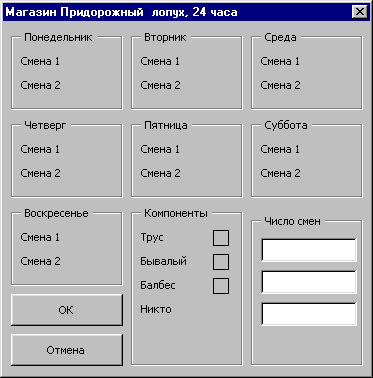 Магазин Придорожный лопух, 24 часа
Понедельник
Смена 1
Смена 2
Вторник
Смена 1
Смена 2
Среда
Смена 1
Смена 2
Четверг
Смена 1
Смена 2
Пятница
Смена 1
Смена 2
Суббота
Смена 1
Смена 2
Воскресенье
Смена 1
Смена 2
Компоненты
Трус
Бывалый
Балбес
Никто
Число смен
ОК
Отмена